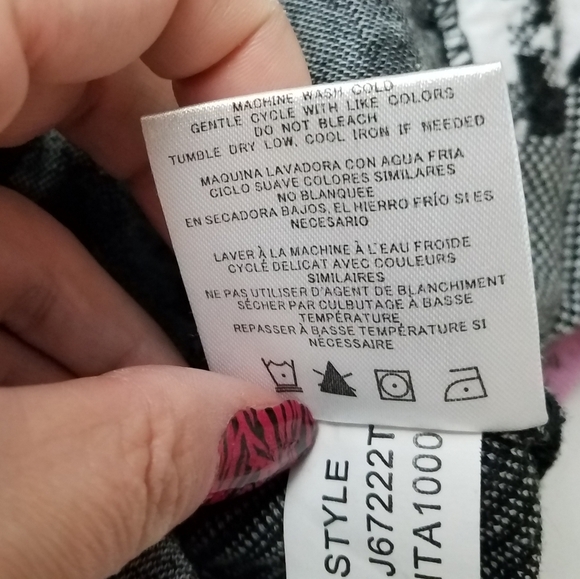 MACHINE WASH COLD
GENTLE CYCLE WITH LIKE COLORS
DO NOT BLEACH
TUMBLE DRY LOW, COOL IRON IF NEEDED
MAQUINA LAVADORA CON AGUA FRIA
CICLO SUAVE COLORES SIMILARES
NO BLANQUEE
EN SECADORA BAJOS, EL HIERRO FRÍO SI ES
NECESARIO
LAVER À LA MACHINE À L'EAU FROIDE
CYCLE DELICAT AVEC COULEURS
SIMILAIRES
NE PAS UTILISER D'AGENT DE BLANCHIMENT
SÉCHER PAR CULBUTAGE À BASSE
TEMPÉRATURE
REPASSER À BASSE TEMPÉRATURE SI
NÉCESSAIRE
STYLE
J67222T
ITA1000